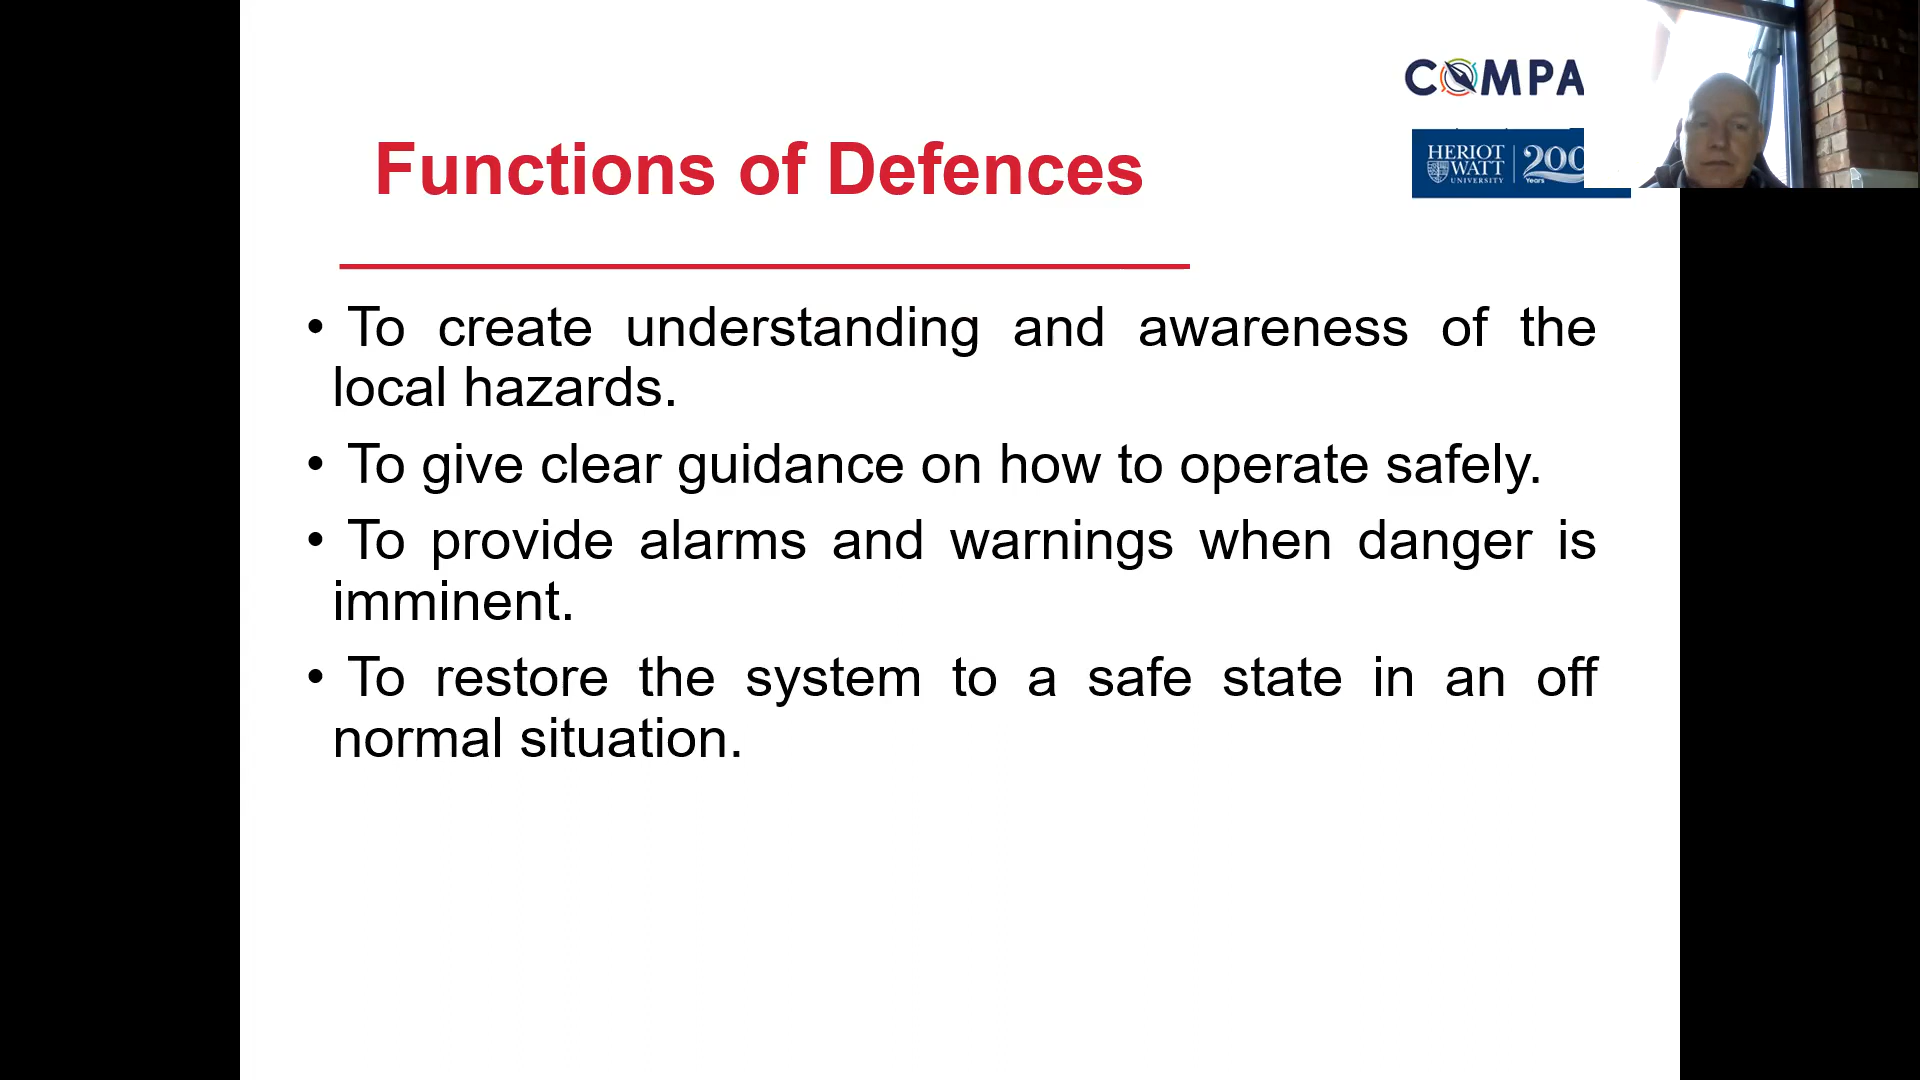 COMPA
HERIOT
WATT
UNIVERSITY
200
Years
Functions of Defences
• To create understanding and awareness of the
local hazards.
• To give clear guidance on how to operate safely.
• To provide alarms and warnings when danger is
imminent.
• To restore the system to a safe state in an off
normal situation.